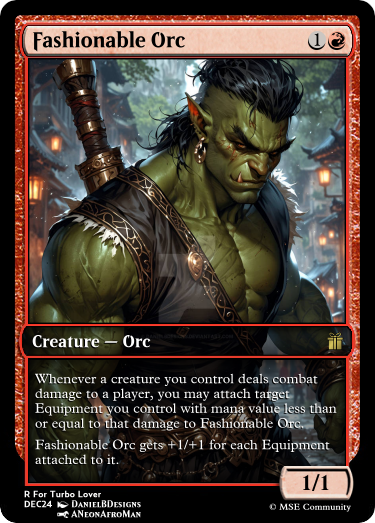 Fashionable Orc 1
Creature — Orc
Whenever a creature you control deals combat
damage to a player, you may attach target
Equipment you control with mana value less than
or equal to that damage to Fashionable Orc.
Fashionable Orc gets +1/+1 for each Equipment
attached to it.
1/1
R For Turbo Lover
DEC24 DanielBDesigns
ANeonAfroMan
© MSE Community